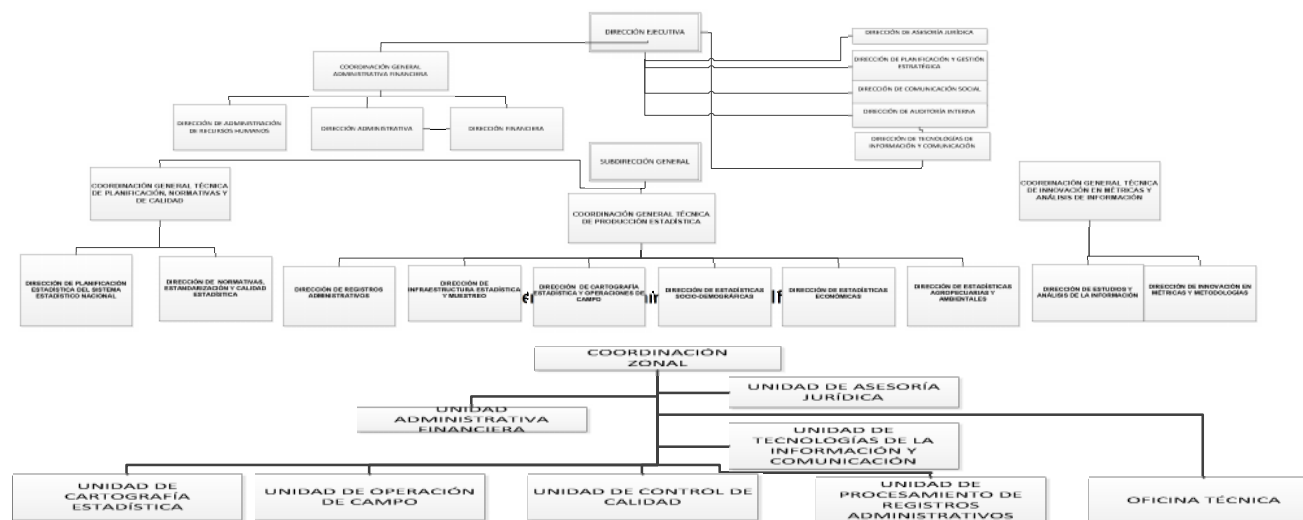 DIRECCIÓN EJECUTIVA
DIRECCIÓN DE ASESORÍA JURÍDICA
COORDINACIÓN GENERAL
ADMINISTRATIVA FINANCIERA
DIRECCIÓN DE PLANIFICACIÓN Y GESTIÓN
ESTRATÉGICA
DIRECCIÓN DE COMUNICACIÓN SOCIAL
DIRECCIÓN DE AUDITORÍA INTERNA
DIRECCIÓN DE ADMINISTRACIÓN
DE RECURSOS HUMANOS
DIRECCIÓN ADMINISTRATIVA
DIRECCIÓN FINANCIERA
DIRECCIÓN DE TECNOLOGÍAS DE
INFORMACIÓN Y COMUNICACIÓN
SUBDIRECCIÓN GENERAL
COORDINACIÓN GENERAL TÉCNICA
DE PLANIFICACIÓN, NORMATIVAS Y
DE CALIDAD
COORDINACIÓN GENERAL TÉCNICA
DE PRODUCCIÓN ESTADÍSTICA
COORDINACIÓN GENERAL TÉCNICA
DE INNOVACIÓN EN MÉTRICAS Y
ANÁLISIS DE INFORMACIÓN
DIRECCIÓN DE PLANIFICACIÓN
ESTADÍSTICA DEL SISTEMA
ESTADÍSTICO NACIONAL
DIRECCIÓN DE NORMATIVAS,
ESTANDARIZACIÓN Y CALIDAD
ESTADÍSTICA
DIRECCIÓN DE REGISTROS
ADMINISTRATIVOS
DIRECCIÓN DE
INFRAESTRUCTURA ESTADÍSTICA
Y MUESTREO
DIRECCIÓN DE CARTOGRAFÍA
ESTADÍSTICA Y OPERACIONES DE
CAMPO
DIRECCIÓN DE ESTADÍSTICAS
SOCIO-DEMOGRÁFICAS
DIRECCIÓN DE ESTADÍSTICAS
ECONÓMICAS
DIRECCIÓN DE ESTADÍSTICAS
AGROPECUARIAS Y
AMBIENTALES
DIRECCIÓN DE ESTUDIOS Y
ANÁLISIS DE LA INFORMACIÓN
DIRECCIÓN DE INNOVACIÓN EN
MÉTRICAS Y METODOLOGÍAS
COORDINACIÓN
ZONAL
UNIDAD DE ASESORÍA
JURÍDICA
UNIDAD
ADMINISTRATIVA
FINANCIERA
UNIDAD DE
TECNOLOGÍAS DE LA
INFORMACIÓN Y
COMUNICACIÓN
UNIDAD DE
CARTOGRAFÍA
ESTADÍSTICA
UNIDAD DE OPERACIÓN
DE CAMPO
UNIDAD DE CONTROL DE
CALIDAD
UNIDAD DE
PROCESAMIENTO DE
REGISTROS
ADMINISTRATIVOS
OFICINA TÉCNICA